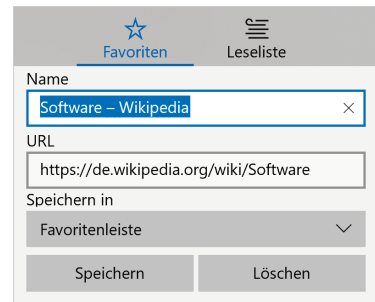 Favoriten Leseliste
Name
Software – Wikipedia
URL
https://de.wikipedia.org/wiki/Software
Speichern in
Favoritenleiste
Speichern Löschen